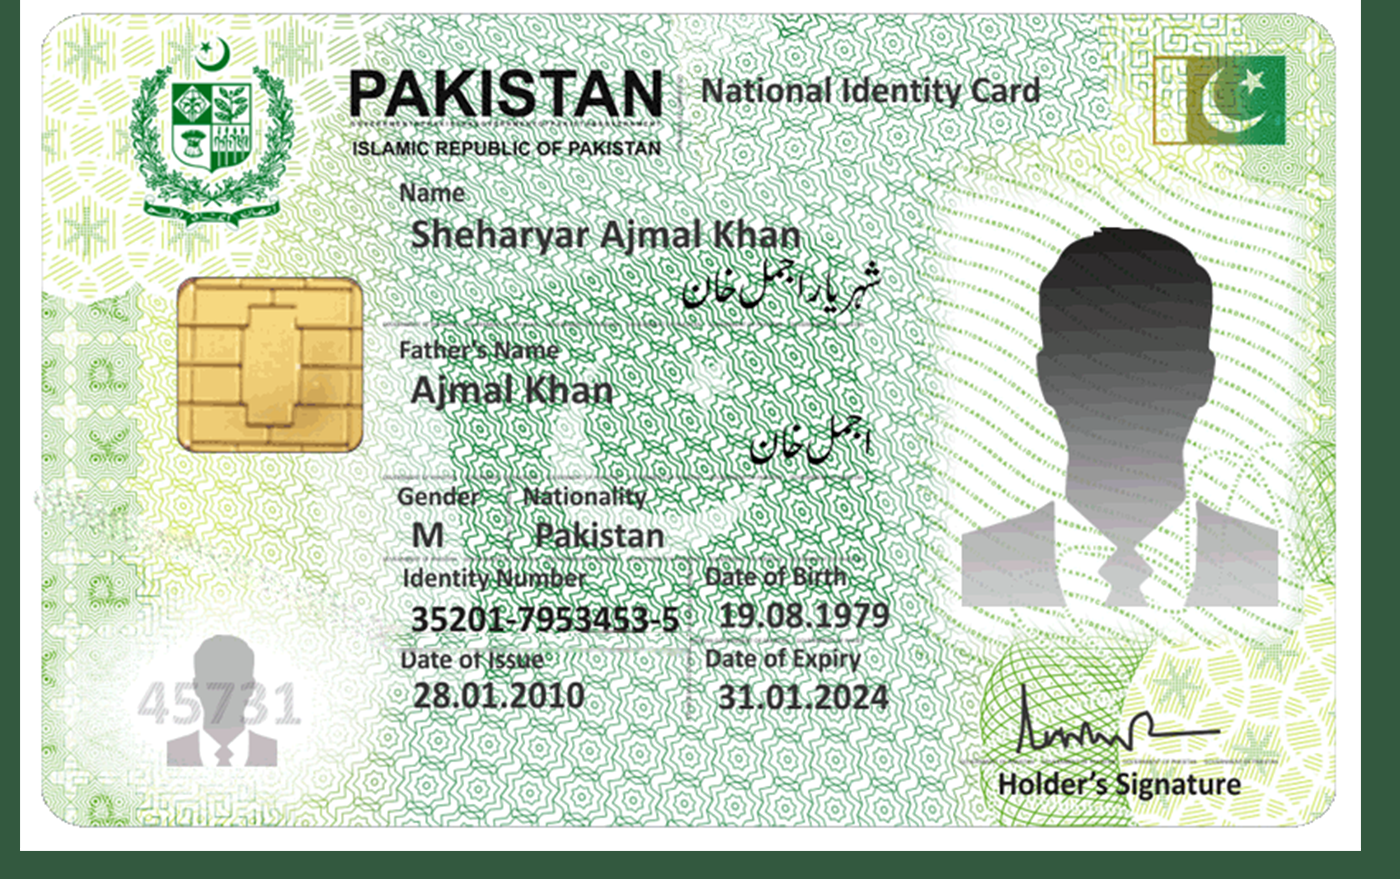 PAKISTAN
National Identity Card
ISLAMIC REPUBLIC OF PAKISTAN
Name
Sheharyar Ajmal Khan
شہریار اجمل خان
Father's Name
Ajmal Khan
اجمل خان
Gender Nationality
M Pakistan
Identity Number Date of Birth
35201-7953453-5 19.08.1979
Date of Issue Date of Expiry
28.01.2010 31.01.2024
45731
Holder's Signature